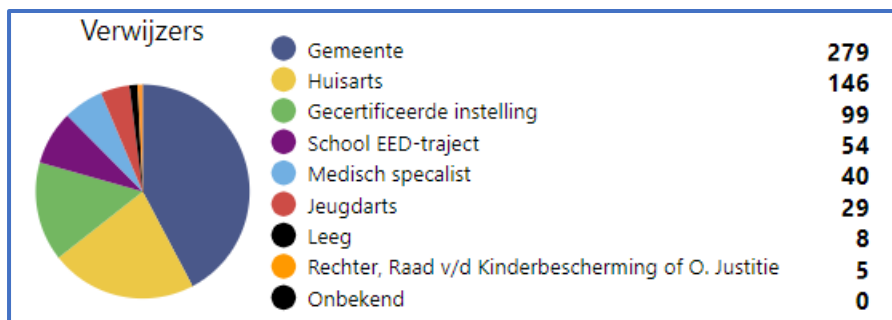 Verwijzers
Gemeente 279
Huisarts 146
Gecertificeerde instelling 99
School EED-traject 54
Medisch specalist 40
Jeugdarts 29
Leeg 8
Rechter, Raad v/d Kinderbescherming of O. Justitie 5
Onbekend 0